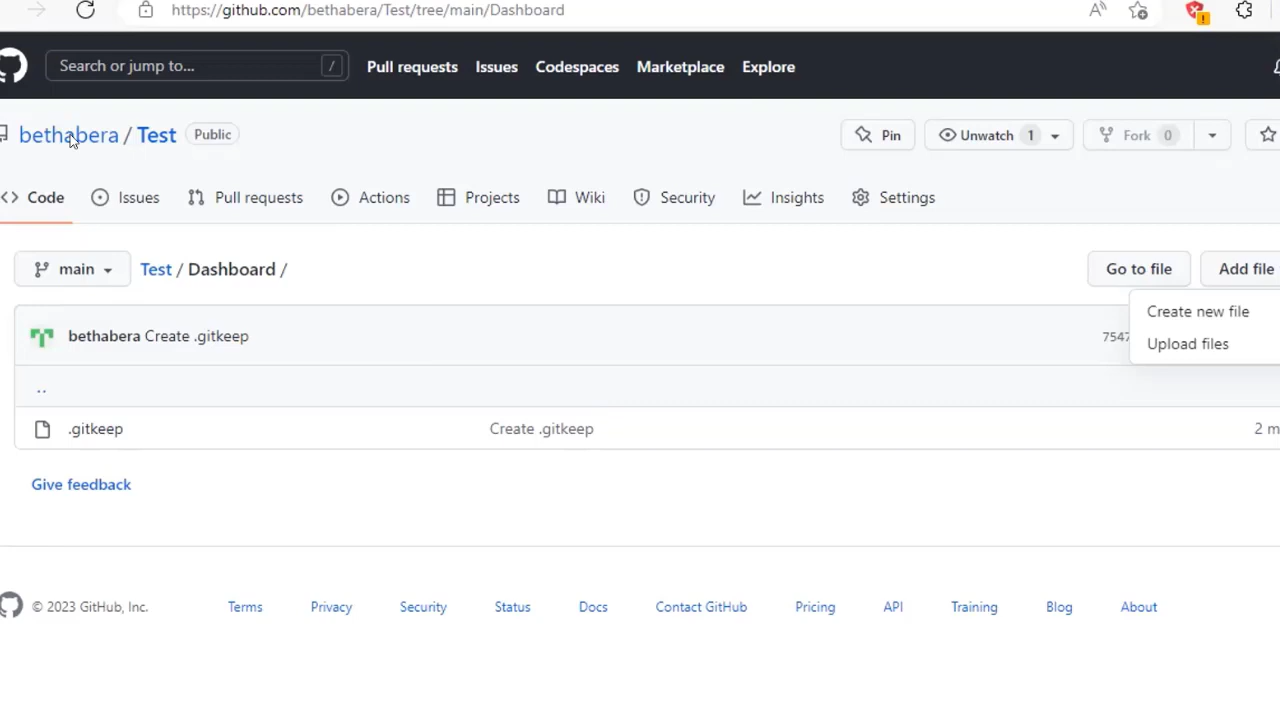 https://github.com/bethabera/Test/tree/main/Dashboard
Search or jump to... / Pull requests Issues Codespaces Marketplace Explore
bethabera / Test Public Pin Unwatch 1 Fork 0
Code Issues Pull requests Actions Projects Wiki Security Insights Settings
main Test / Dashboard / Go to file Add file
Create new file
bethabera Create .gitkeep 7547
Upload files
..
.gitkeep Create .gitkeep 2 m
Give feedback
© 2023 GitHub, Inc. Terms Privacy Security Status Docs Contact GitHub Pricing API Training Blog About